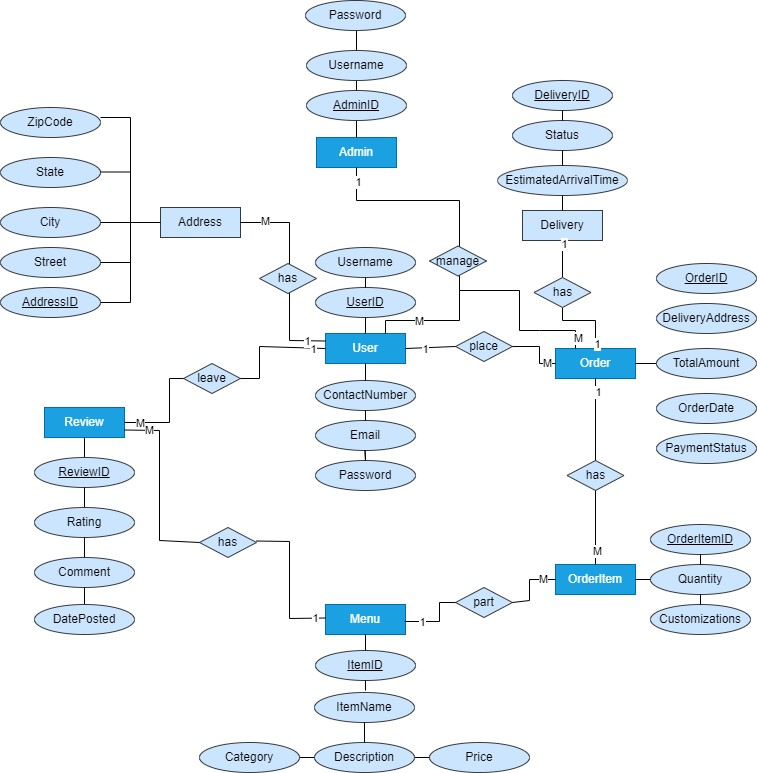 Password
Username
AdminID
Admin
1
ZipCode
State
City
Street
AddressID
Address
M
has
1
manage
M
M
DeliveryID
Status
EstimatedArrivalTime
Delivery
1
has
1
Username
UserID
User
1
place
M
ContactNumber
Email
Password
OrderID
DeliveryAddress
TotalAmount
OrderDate
PaymentStatus
Order
1
has
M
1
leave
M
Review
ReviewID
Rating
Comment
DatePosted
M
has
1
Menu
1
part
M
OrderItem
OrderItemID
Quantity
Customizations
ItemID
ItemName
Category
Description
Price